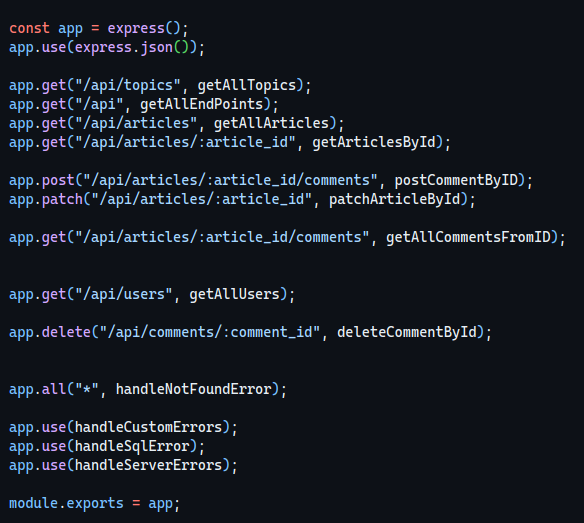 const app = express();
app.use(express.json());
app.get("/api/topics", getAllTopics);
app.get("/api", getAllEndPoints);
app.get("/api/articles", getAllArticles);
app.get("/api/articles/:article_id", getArticlesById);
app.post("/api/articles/:article_id/comments", postCommentByID);
app.patch("/api/articles/:article_id", patchArticleById);
app.get("/api/articles/:article_id/comments", getAllCommentsFromID);
app.get("/api/users", getAllUsers);
app.delete("/api/comments/:comment_id", deleteCommentById);
app.all("*", handleNotFoundError);
app.use(handleCustomErrors);
app.use(handleSqlError);
app.use(handleServerErrors);
module.exports = app;